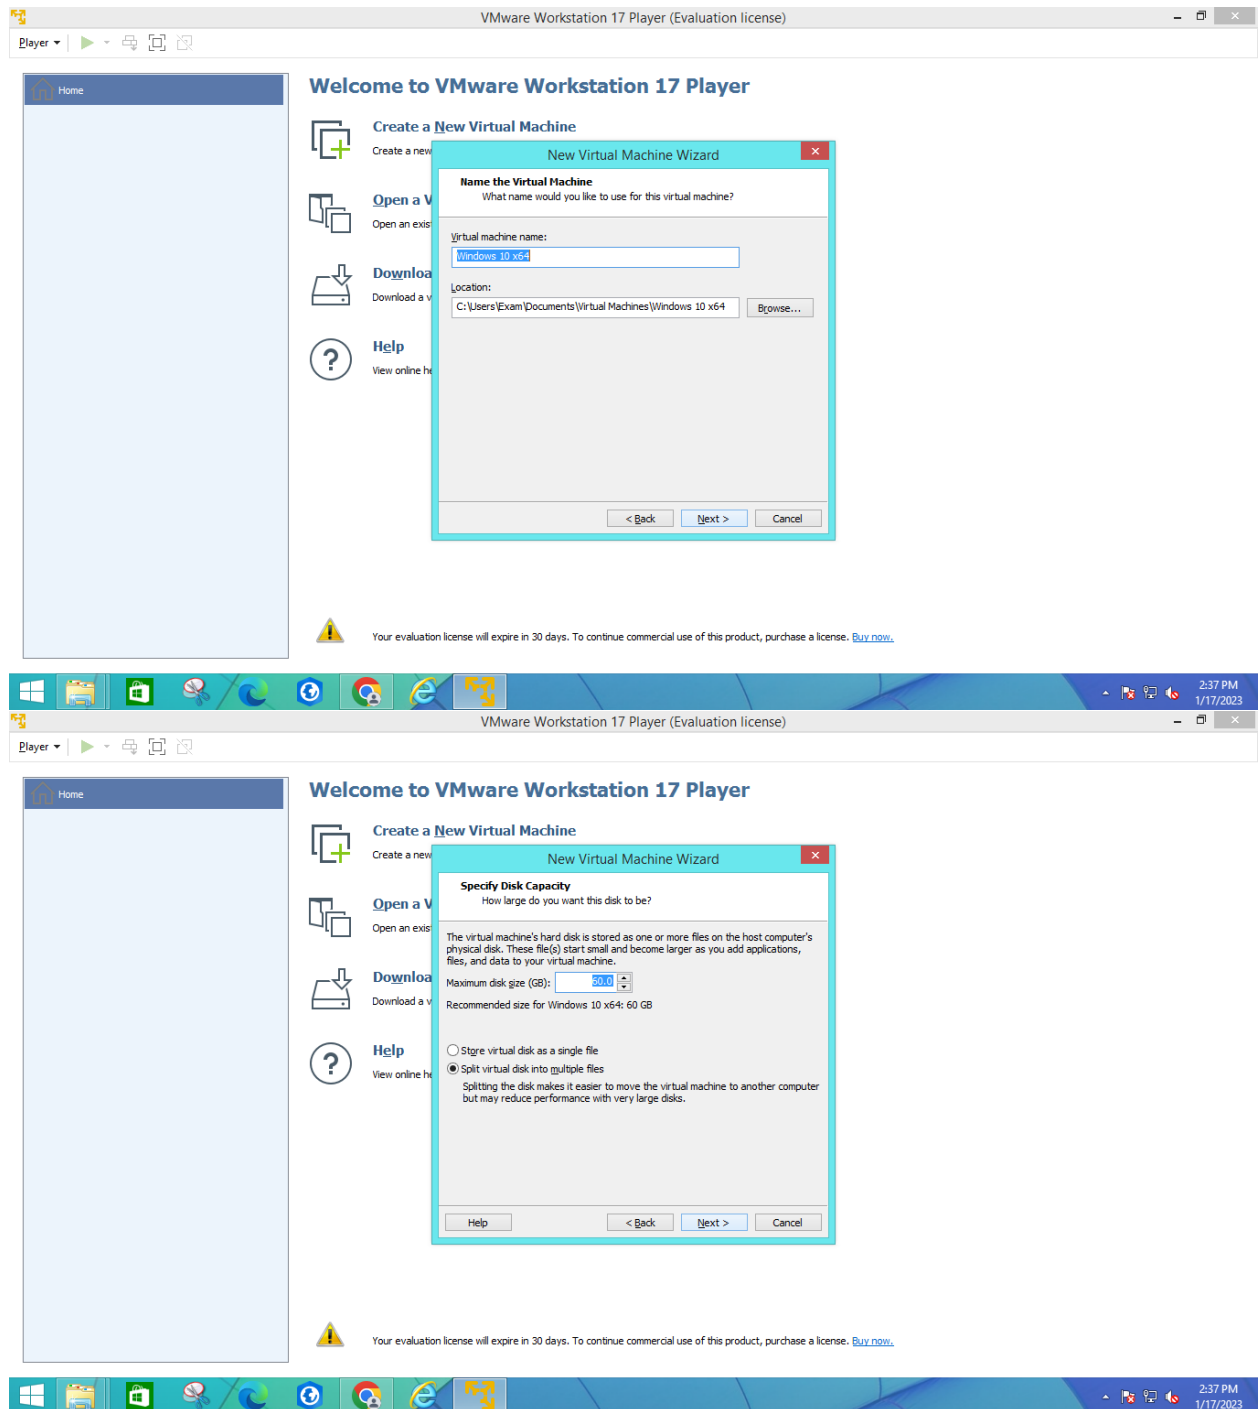 VMware Workstation 17 Player (Evaluation license)
Player
Home
Welcome to VMware Workstation 17 Player
Create a New Virtual Machine
Create a new
Open a V
Open an exis
Downloa
Download a v
Help
View online he
New Virtual Machine Wizard
Name the Virtual Machine
What name would you like to use for this virtual machine?
Virtual machine name:
Windows 10 x64
Location:
C:\Users\Exam\Documents\Virtual Machines\Windows 10 x64
Browse...
< Back Next > Cancel
Your evaluation license will expire in 30 days. To continue commercial use of this product, purchase a license. Buy now.
2:37 PM
1/17/2023
VMware Workstation 17 Player (Evaluation license)
Player
Home
Welcome to VMware Workstation 17 Player
Create a New Virtual Machine
Create a new
Open a V
Open an exis
Downloa
Download a v
Help
View online he
New Virtual Machine Wizard
Specify Disk Capacity
How large do you want this disk to be?
The virtual machine's hard disk is stored as one or more files on the host computer's
physical disk. These file(s) start small and become larger as you add applications,
files, and data to your virtual machine.
Maximum disk size (GB): 60.0
Recommended size for Windows 10 x64: 60 GB
Store virtual disk as a single file
Split virtual disk into multiple files
Splitting the disk makes it easier to move the virtual machine to another computer
but may reduce performance with very large disks.
Help < Back Next > Cancel
Your evaluation license will expire in 30 days. To continue commercial use of this product, purchase a license. Buy now.
2:37 PM
1/17/2023